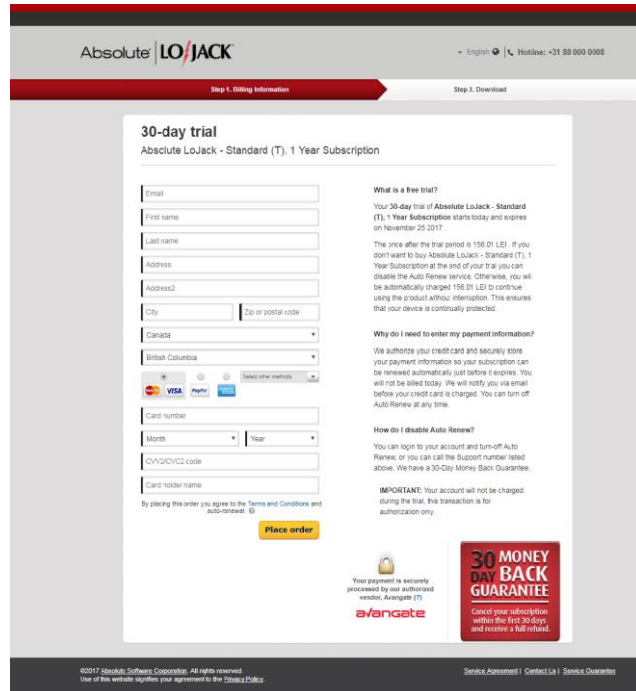 Absolute LOJACK
English | Hotline: +31 88 000 0008
Step 1. Billing Information
Step 2. Download
30-day trial
Absolute LoJack - Standard (T), 1 Year Subscription
Email
First name
Last name
Address
Address2
City
Zip or postal code
Canada
British Columbia
Select other methods
MasterCard VISA PayPal
Card number
Month
Year
CVV2/CVC2 code
Card holder name
By placing this order you agree to the Terms and Conditions and
auto-renewal.
Place order
What is a free trial?
Your 30-day trial of Absolute LoJack - Standard
(T), 1 Year Subscription starts today and expires
on November 25 2017 .
The price after the trial period is 156.01 LEI . If you
don't want to buy Absolute LoJack - Standard (T), 1
Year Subscription at the end of your trial you can
disable the Auto Renew service. Otherwise, you will
be automatically charged 156.01 LEI to continue
using the product without interruption. This ensures
that your device is continually protected.
Why do I need to enter my payment information?
We authorize your credit card and securely store
your payment information so your subscription can
be renewed automatically just before it expires. You
will not be billed today. We will notify you via email
before your credit card is charged. You can turn off
Auto Renew at any time.
How do I disable Auto Renew?
You can login to your account and turn-off Auto
Renew, or you can call the Support number listed
above. We have a 30-Day Money Back Guarantee.
IMPORTANT: Your account will not be charged
during the trial, this transaction is for
authorization only.
Your payment is securely
processed by our authorized
vendor, Avangate (?)
avangate
30 DAY MONEY BACK
GUARANTEE
Cancel your subscription
within the first 30 days
and receive a full refund.
©2017 Absolute Software Corporation. All rights reserved.
Use of this website signifies your agreement to the Privacy Policy.
Service Agreement | Contact Us | Service Guarantee